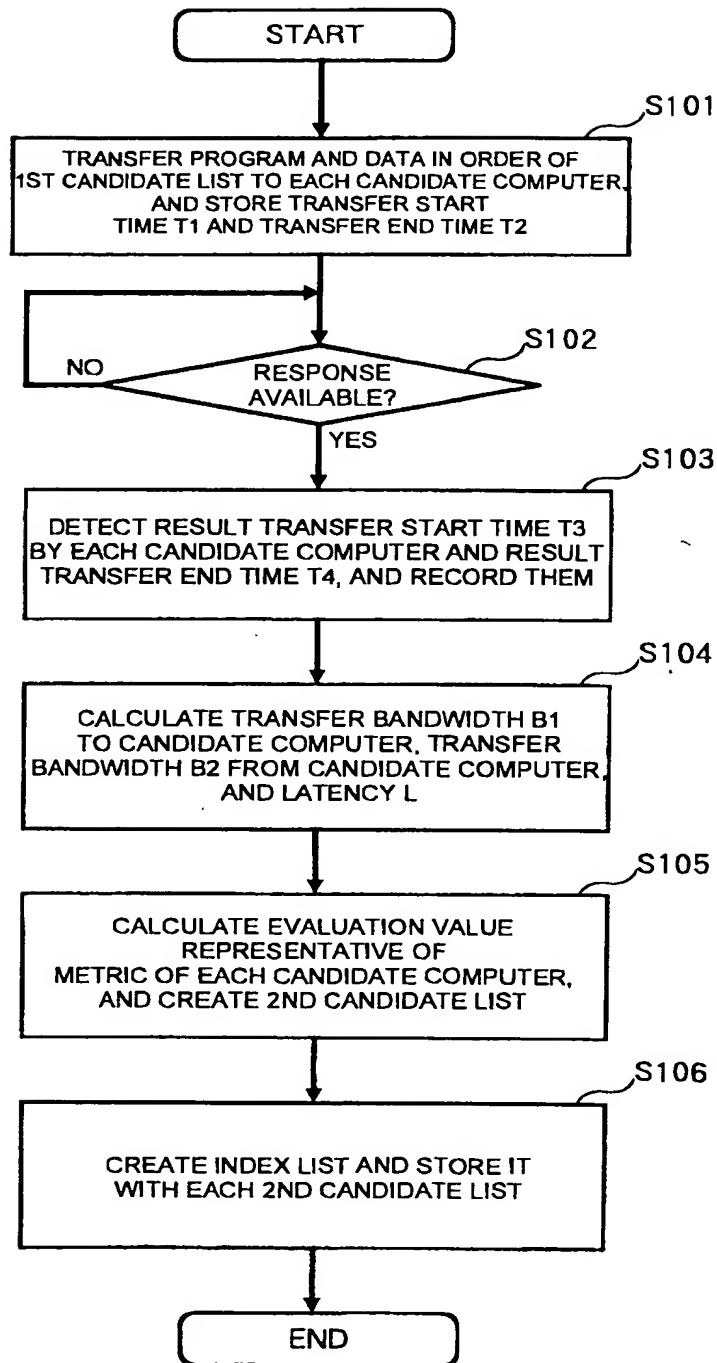 START
S101
TRANSFER PROGRAM AND DATA IN ORDER OF
1ST CANDIDATE LIST TO EACH CANDIDATE COMPUTER,
AND STORE TRANSFER START
TIME T1 AND TRANSFER END TIME T2
S102
NO
RESPONSE
AVAILABLE?
YES
S103
DETECT RESULT TRANSFER START TIME T3
BY EACH CANDIDATE COMPUTER AND RESULT
TRANSFER END TIME T4, AND RECORD THEM
S104
CALCULATE TRANSFER BANDWIDTH B1
TO CANDIDATE COMPUTER, TRANSFER
BANDWIDTH B2 FROM CANDIDATE COMPUTER,
AND LATENCY L
S105
CALCULATE EVALUATION VALUE
REPRESENTATIVE OF
METRIC OF EACH CANDIDATE COMPUTER,
AND CREATE 2ND CANDIDATE LIST
S106
CREATE INDEX LIST AND STORE IT
WITH EACH 2ND CANDIDATE LIST
END